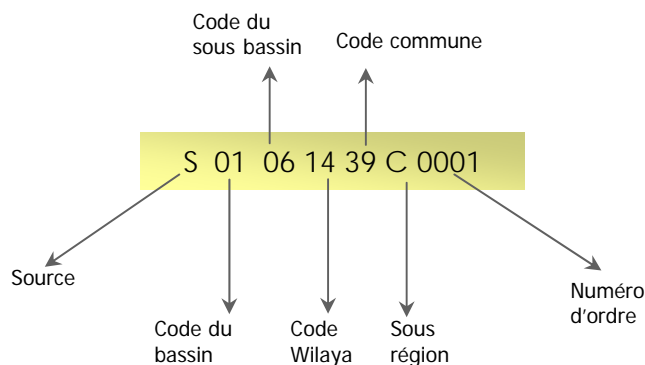 Code du
sous bassin
Code commune
S 01 06 14 39 C 0001
Source
Code du
bassin
Code
Wilaya
Sous
région
Numéro
d'ordre